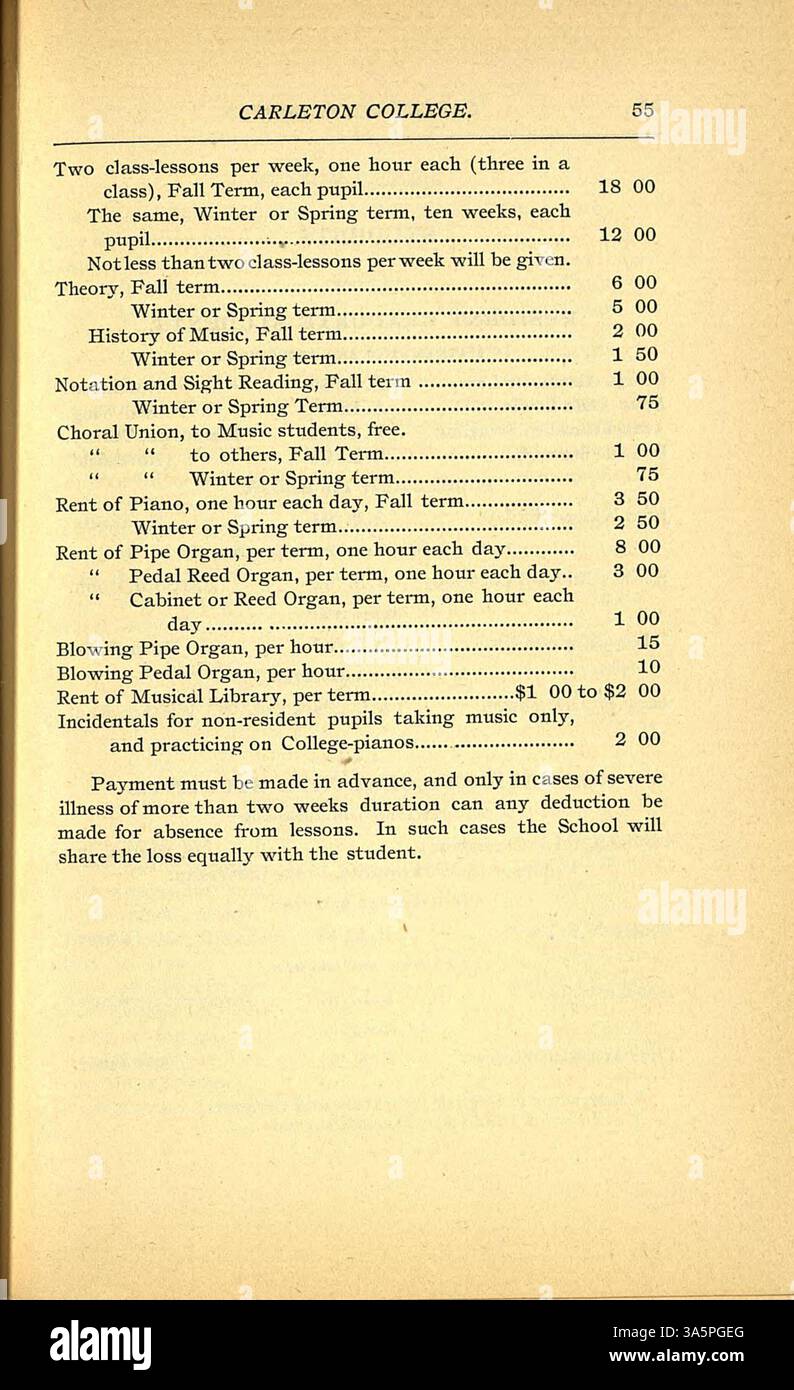 CARLETON COLLEGE. 55
Two class-lessons per week, one hour each (three in a
class), Fall Term, each pupil.................................. 18 00
The same, Winter or Spring term, ten weeks, each
pupil...................................................................... 12 00
Not less than two class-lessons per week will be given.
Theory, Fall term.......................................................... 6 00
Winter or Spring term....................................... 5 00
History of Music, Fall term...................................... 2 00
Winter or Spring term....................................... 1 50
Notation and Sight Reading, Fall term .......................... 1 00
Winter or Spring Term...................................... 75
Choral Union, to Music students, free.
“ “ to others, Fall Term................................ 1 00
“ “ Winter or Spring term.............................. 75
Rent of Piano, one hour each day, Fall term.................. 3 50
Winter or Spring term....................................... 2 50
Rent of Pipe Organ, per term, one hour each day............ 8 00
“ Pedal Reed Organ, per term, one hour each day.. 3 00
“ Cabinet or Reed Organ, per term, one hour each
day.......... ................................................... 1 00
Blowing Pipe Organ, per hour........................................ 15
Blowing Pedal Organ, per hour...................................... 10
Rent of Musical Library, per term........................$1 00 to $2 00
Incidentals for non-resident pupils taking music only,
and practicing on College-pianos...... .................... 2 00
Payment must be made in advance, and only in cases of severe
illness of more than two weeks duration can any deduction be
made for absence from lessons. In such cases the School will
share the loss equally with the student.
alamy
Image ID: 3A5PGEG
www.alamy.com